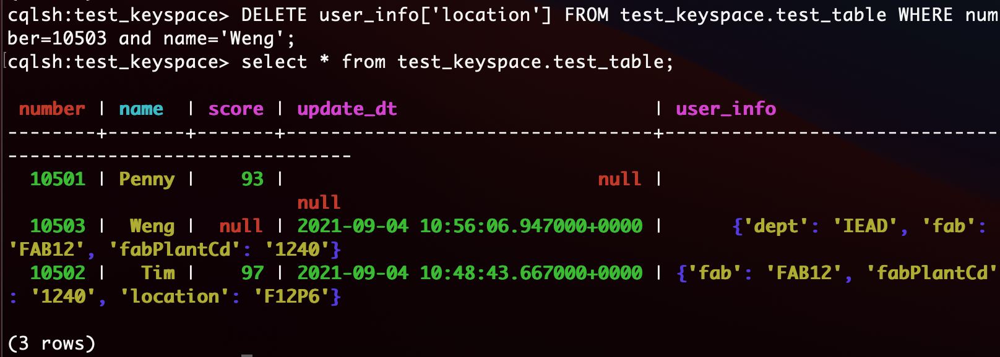 cqlsh:test_keyspace> DELETE user_info['location'] FROM test_keyspace.test_table WHERE num
ber=10503 and name='Weng';
[cqlsh:test_keyspace> select * from test_keyspace.test_table;
 number | name  | score | update_dt                       | user_info
--------+-------+-------+---------------------------------+------------------------------
-------------------------------
  10501 | Penny |    93 |                            null |
                          null
  10503 |  Weng |  null | 2021-09-04 10:56:06.947000+0000 |      {'dept': 'IEAD', 'fab':
'FAB12', 'fabPlantCd': '1240'}
  10502 |   Tim |    97 | 2021-09-04 10:48:43.667000+0000 | {'fab': 'FAB12', 'fabPlantCd'
: '1240', 'location': 'F12P6'}
(3 rows)